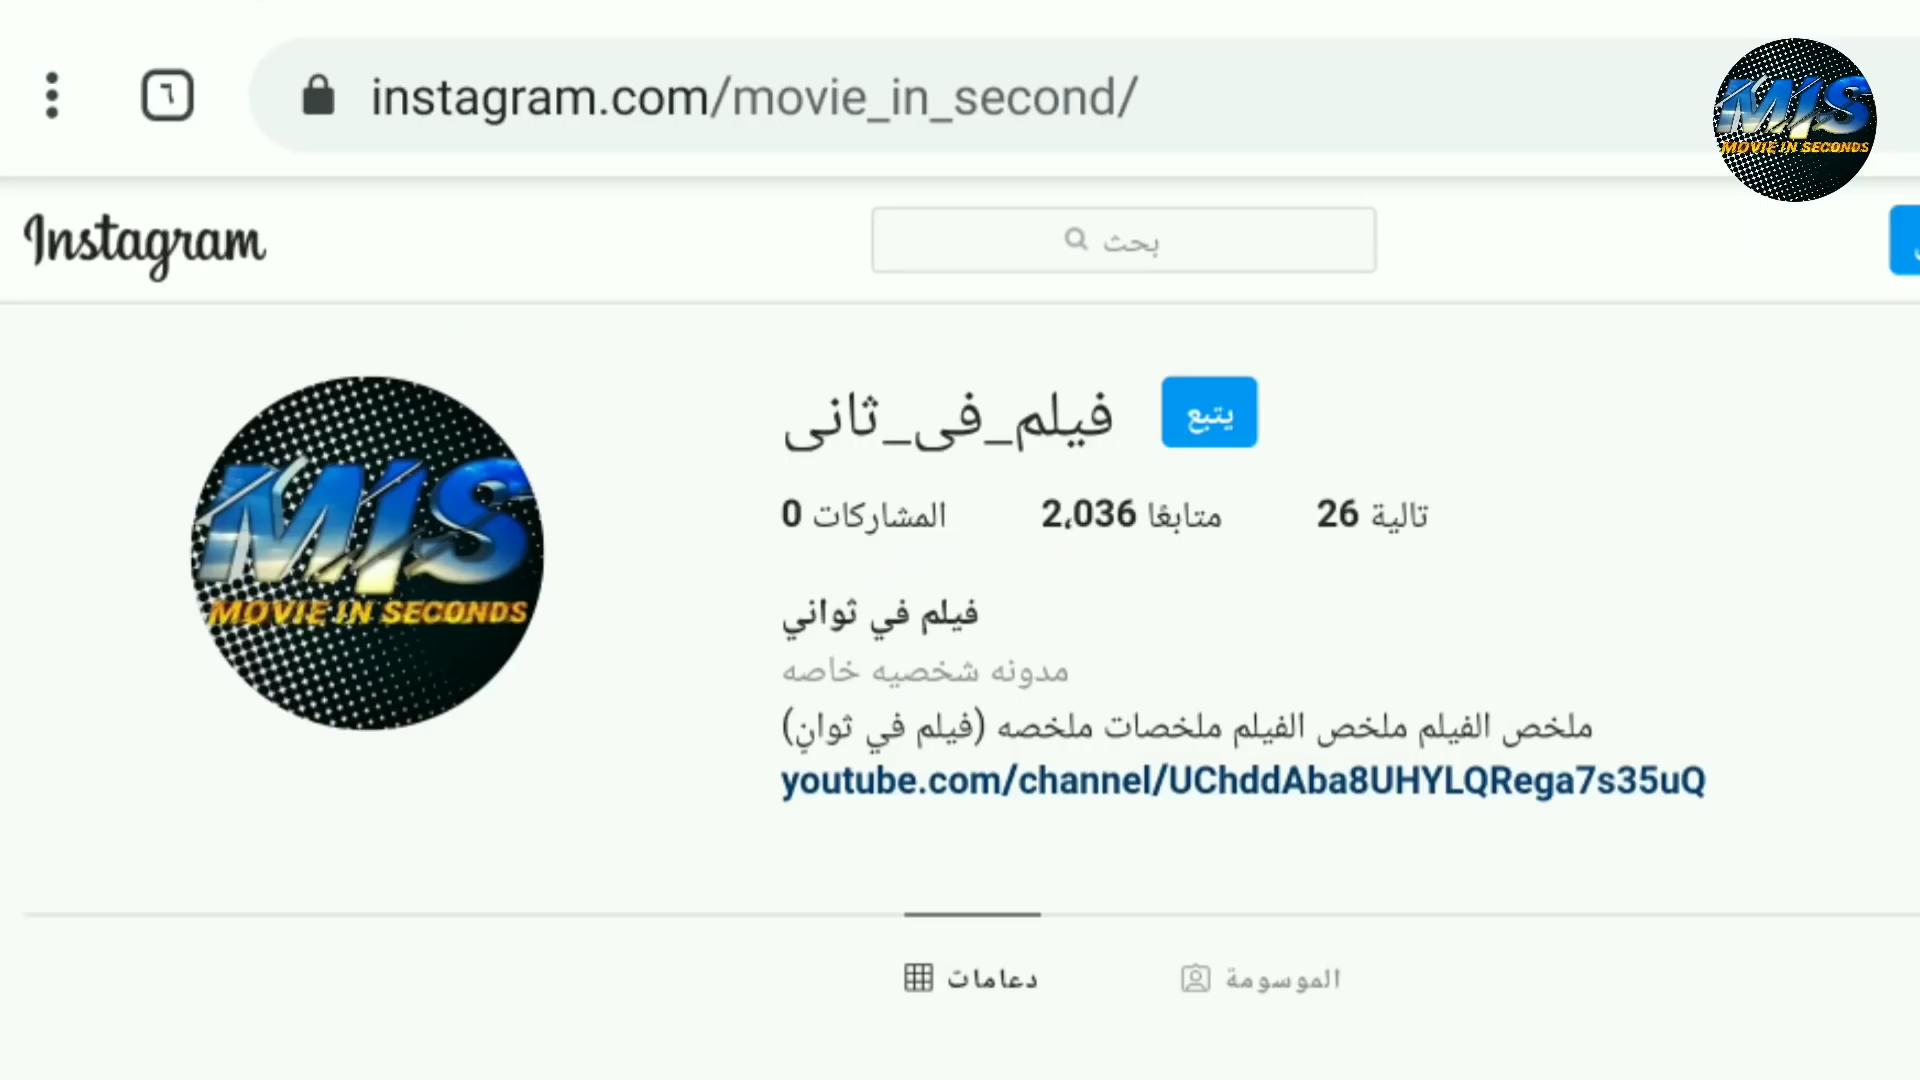 ٦
instagram.com/movie_in_second/
MIS
MOVIE IN SECONDS
Instagram
بحث
فيلم_فى_ثانى
يتبع
0 المشاركات
2,036 متابعًا
26 تالية
MIS
MOVIE IN SECONDS
فيلم في ثواني
مدونه شخصيه خاصه
ملخص الفيلم ملخص الفيلم ملخصات ملخصه (فيلم في ثوانٍ)
youtube.com/channel/UChddAba8UHYLQRega7s35uQ
دعامات
الموسومة